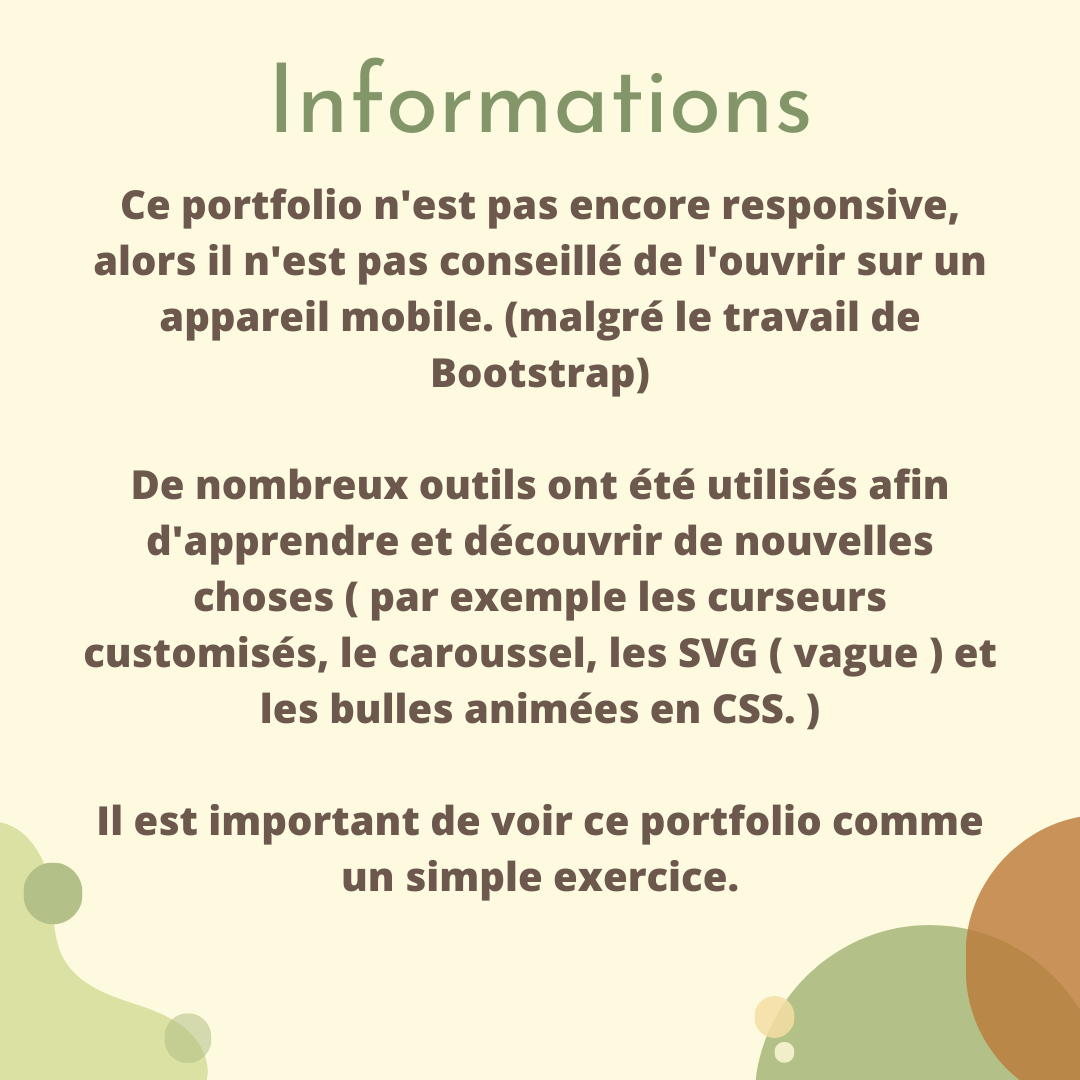 Informations
Ce portfolio n'est pas encore responsive,
alors il n'est pas conseillé de l'ouvrir sur un
appareil mobile. (malgré le travail de
Bootstrap)
De nombreux outils ont été utilisés afin
d'apprendre et découvrir de nouvelles
choses ( par exemple les curseurs
customisés, le caroussel, les SVG ( vague ) et
les bulles animées en CSS. )
Il est important de voir ce portfolio comme
un simple exercice.